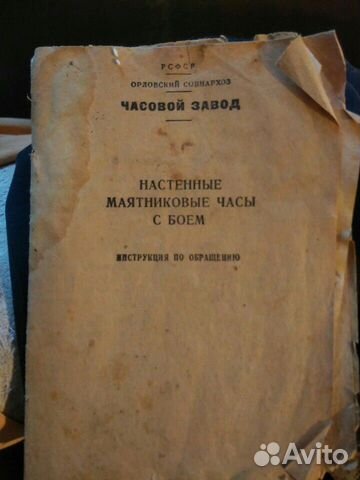 РСФСР
ОРЛОВСКИЙ СОВНАРХОЗ
ЧАСОВОЙ ЗАВОД
НАСТЕННЫЕ
МАЯТНИКОВЫЕ ЧАСЫ
С БОЕМ
ИНСТРУКЦИЯ ПО ОБРАЩЕНИЮ
Avito